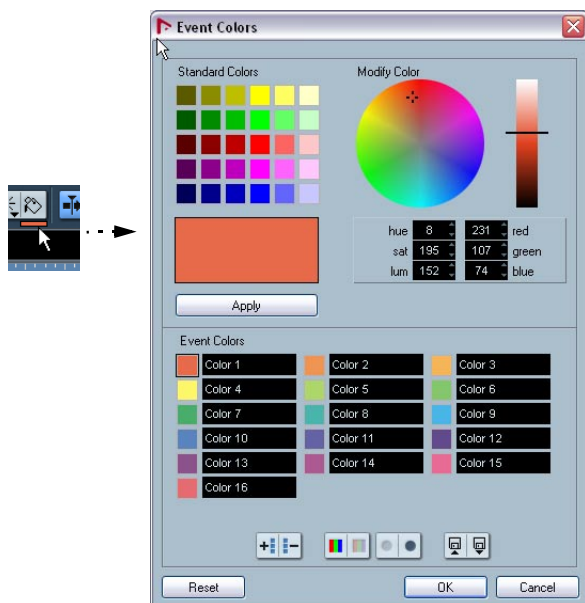 Event Colors
Standard Colors
Modify Color
hue 8 231 red
sat 195 107 green
lum 152 74 blue
Apply
Event Colors
Color 1 Color 2 Color 3
Color 4 Color 5 Color 6
Color 7 Color 8 Color 9
Color 10 Color 11 Color 12
Color 13 Color 14 Color 15
Color 16
Reset OK Cancel